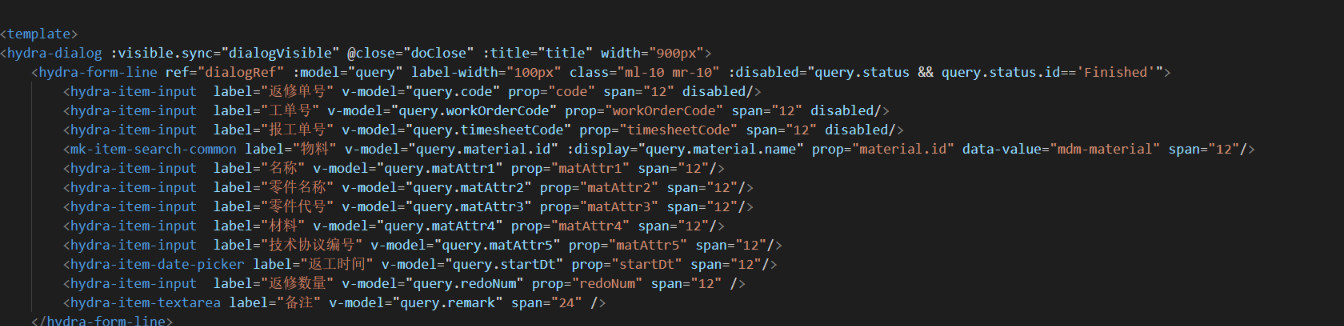 <template>
<hydra-dialog :visible.sync="dialogVisible" @close="doClose" :title="title" width="900px">
    <hydra-form-line ref="dialogRef" :model="query" label-width="100px" class="ml-10 mr-10" :disabled="query.status && query.status.id=='Finished'">
        <hydra-item-input  label="返修单号" v-model="query.code" prop="code" span="12" disabled/>
        <hydra-item-input  label="工单号" v-model="query.workOrderCode" prop="workOrderCode" span="12" disabled/>
        <hydra-item-input  label="报工单号" v-model="query.timesheetCode" prop="timesheetCode" span="12" disabled/>
        <mk-item-search-common label="物料" v-model="query.material.id" :display="query.material.name" prop="material.id" data-value="mdm-material" span="12"/>
        <hydra-item-input  label="名称" v-model="query.matAttr1" prop="matAttr1" span="12"/>
        <hydra-item-input  label="零件名称" v-model="query.matAttr2" prop="matAttr2" span="12"/>
        <hydra-item-input  label="零件代号" v-model="query.matAttr3" prop="matAttr3" span="12"/>
        <hydra-item-input  label="材料" v-model="query.matAttr4" prop="matAttr4" span="12"/>
        <hydra-item-input  label="技术协议编号" v-model="query.matAttr5" prop="matAttr5" span="12"/>
        <hydra-item-date-picker label="返工时间" v-model="query.startDt" prop="startDt" span="12"/>
        <hydra-item-input  label="返修数量" v-model="query.redoNum" prop="redoNum" span="12" />
        <hydra-item-textarea label="备注" v-model="query.remark" span="24" />
    </hydra-form-line>